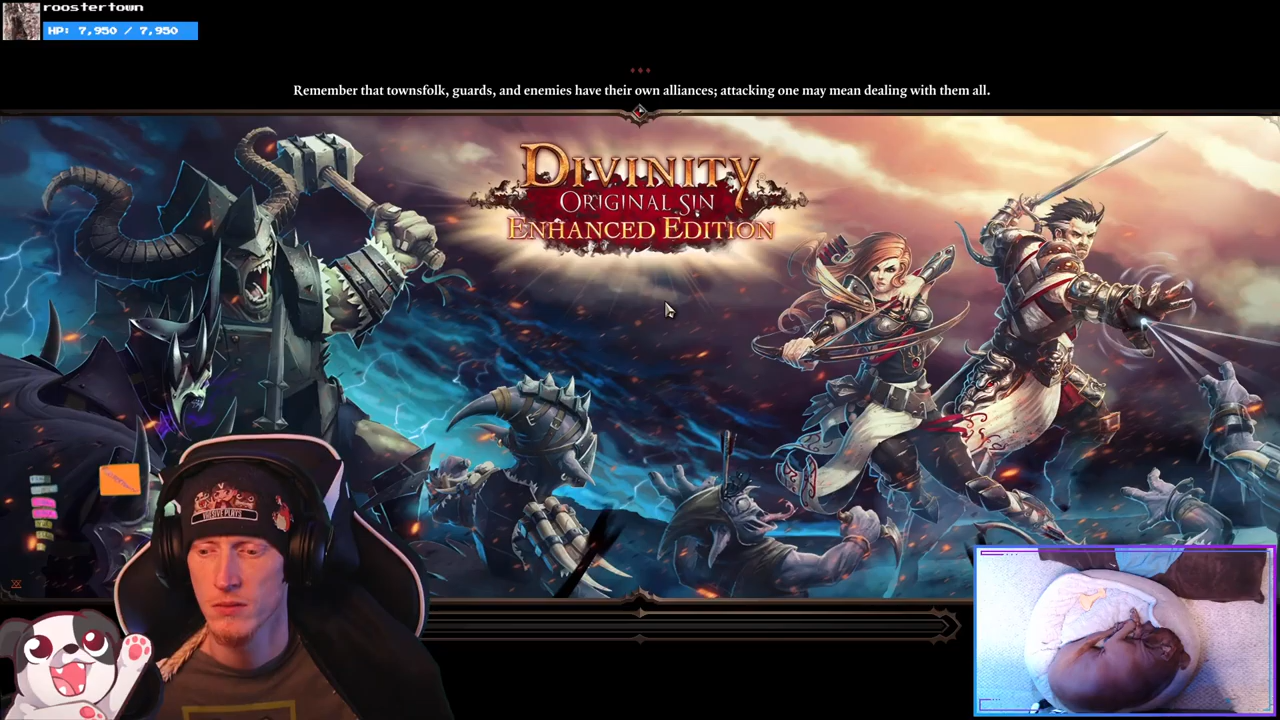 roostertown
HP: 7,950 / 7,950
Remember that townsfolk, guards, and enemies have their own alliances; attacking one may mean dealing with them all.
DIVINITY
ORIGINAL SIN
ENHANCED EDITION